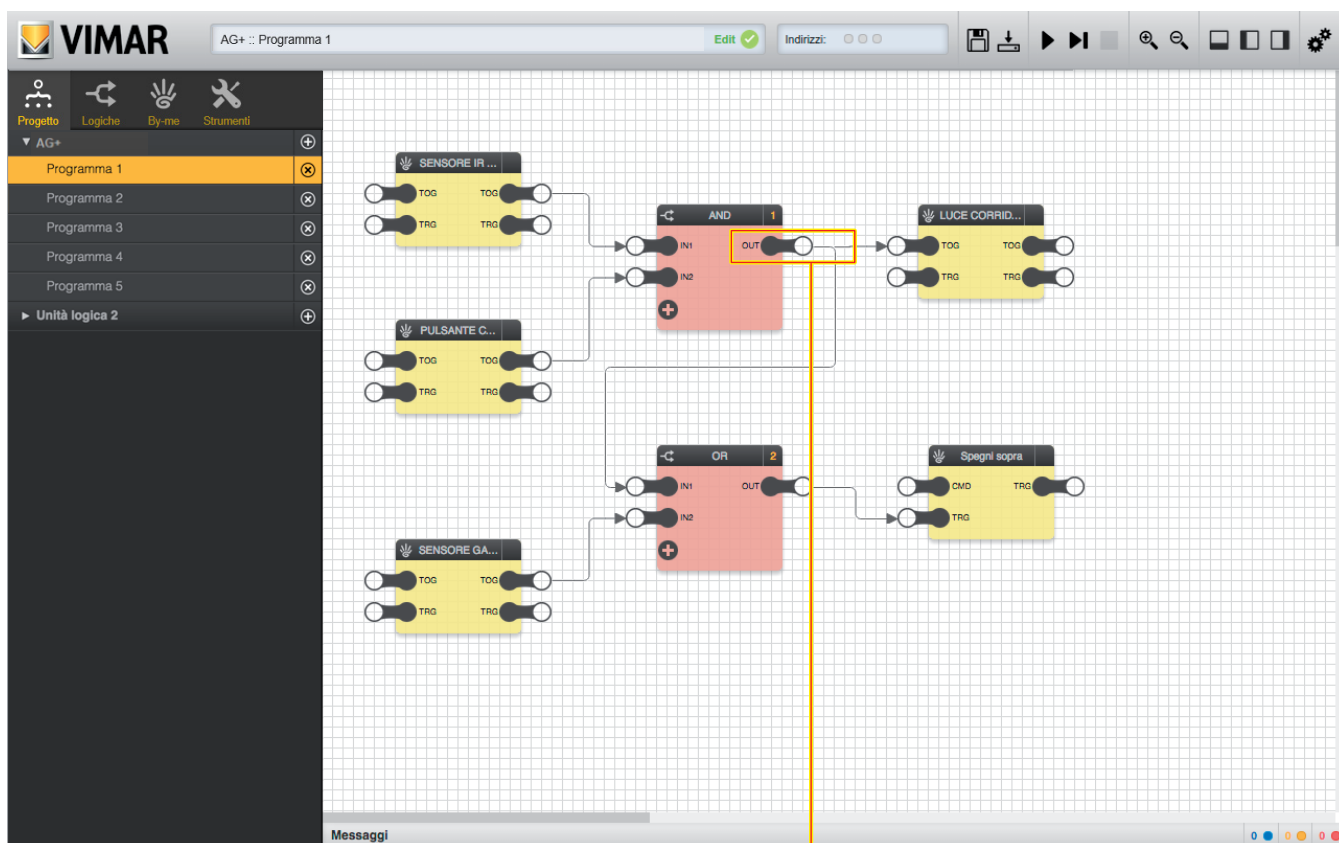 VIMAR
AG+ :: Programma 1
Edit
Indirizzi:
Progetto
Logiche
By-me
Strumenti
AG+
Programma 1
Programma 2
Programma 3
Programma 4
Programma 5
Unità logica 2
SENSORE IR ...
TOG TOG
TRG TRG
AND 1
IN1 OUT
IN2
LUCE CORRID...
TOG TOG
TRG TRG
PULSANTE C...
TOG TOG
TRG TRG
OR 2
IN1 OUT
IN2
Spegni sopra
CMD TRG
TRG
SENSORE GA...
TOG TOG
TRG TRG
Messaggi
0 0 0